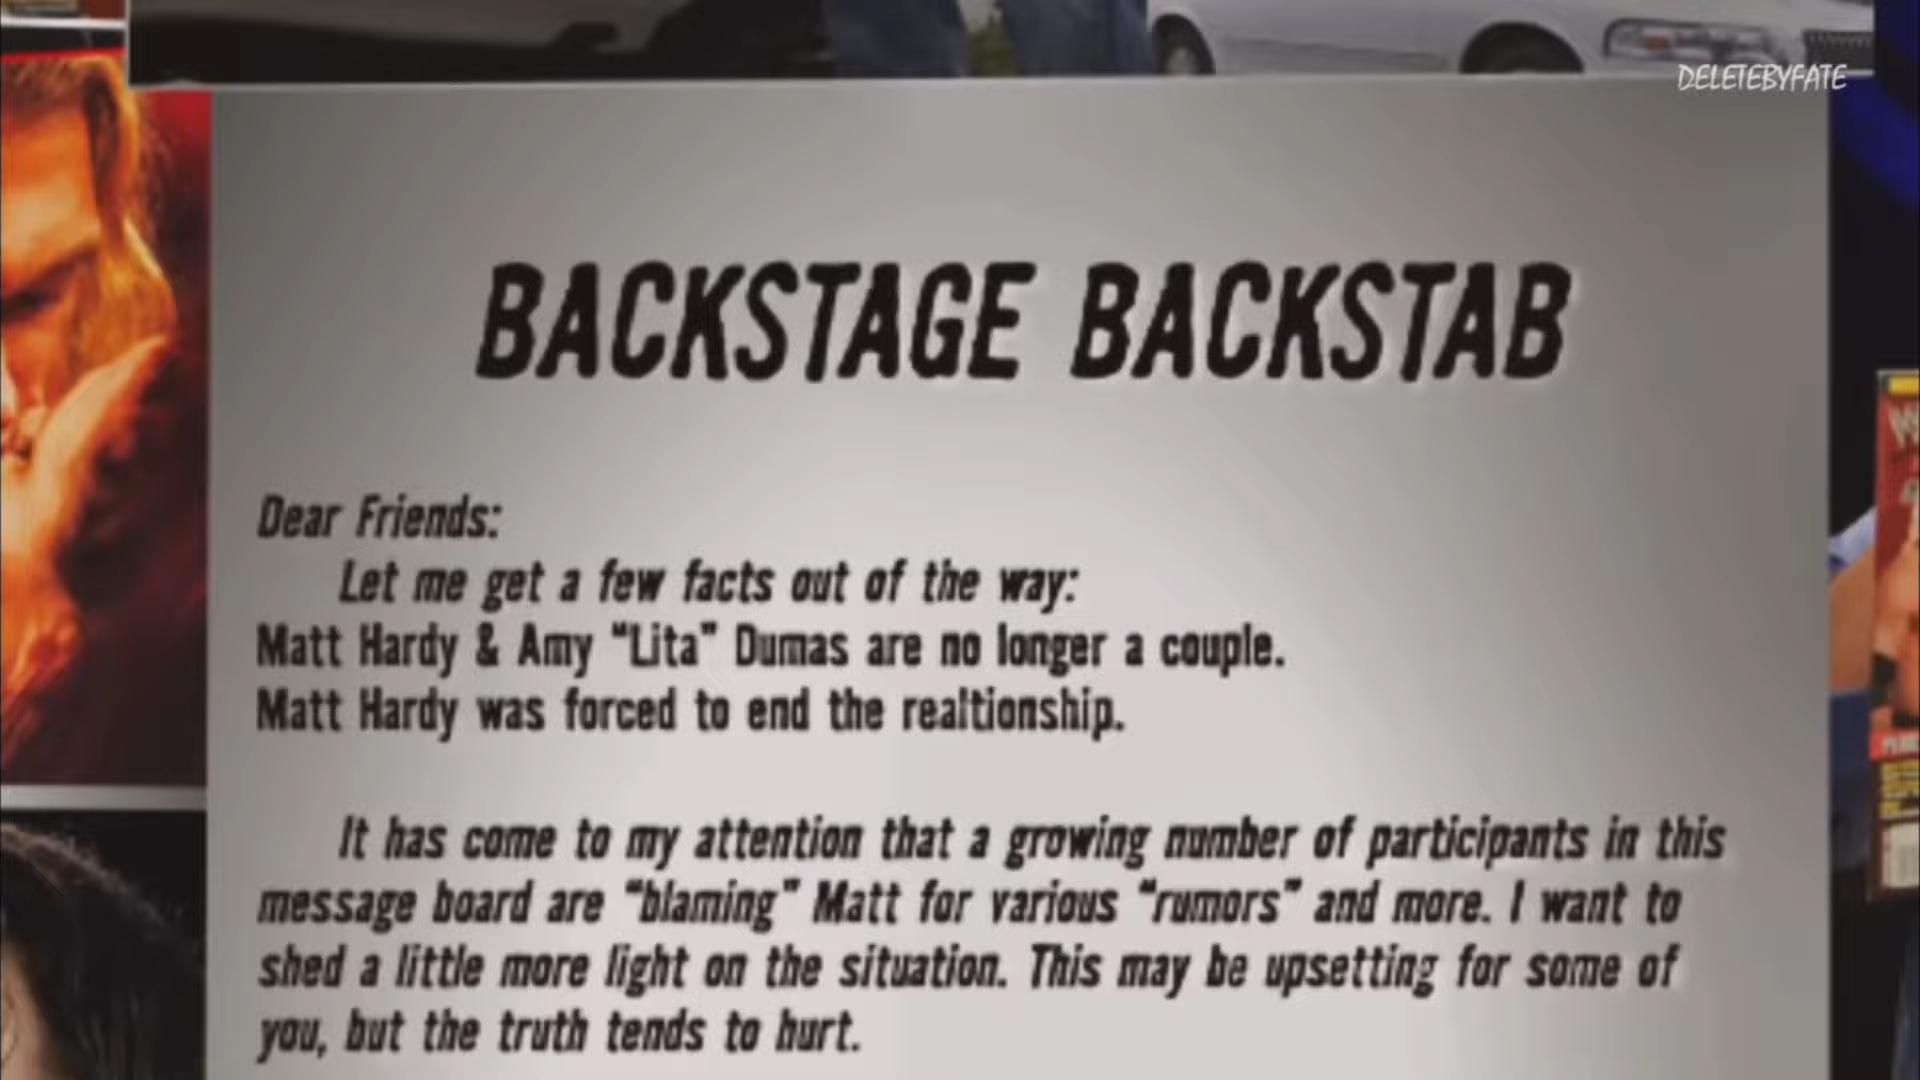 DELETEBYFATE
BACKSTAGE BACKSTAB
Dear Friends:
Let me get a few facts out of the way:
Matt Hardy & Amy "Lita" Dumas are no longer a couple.
Matt Hardy was forced to end the realtionship.
It has come to my attention that a growing number of participants in this
message board are "blaming" Matt for various "rumors" and more. I want to
shed a little more light on the situation. This may be upsetting for some of
you, but the truth tends to hurt.